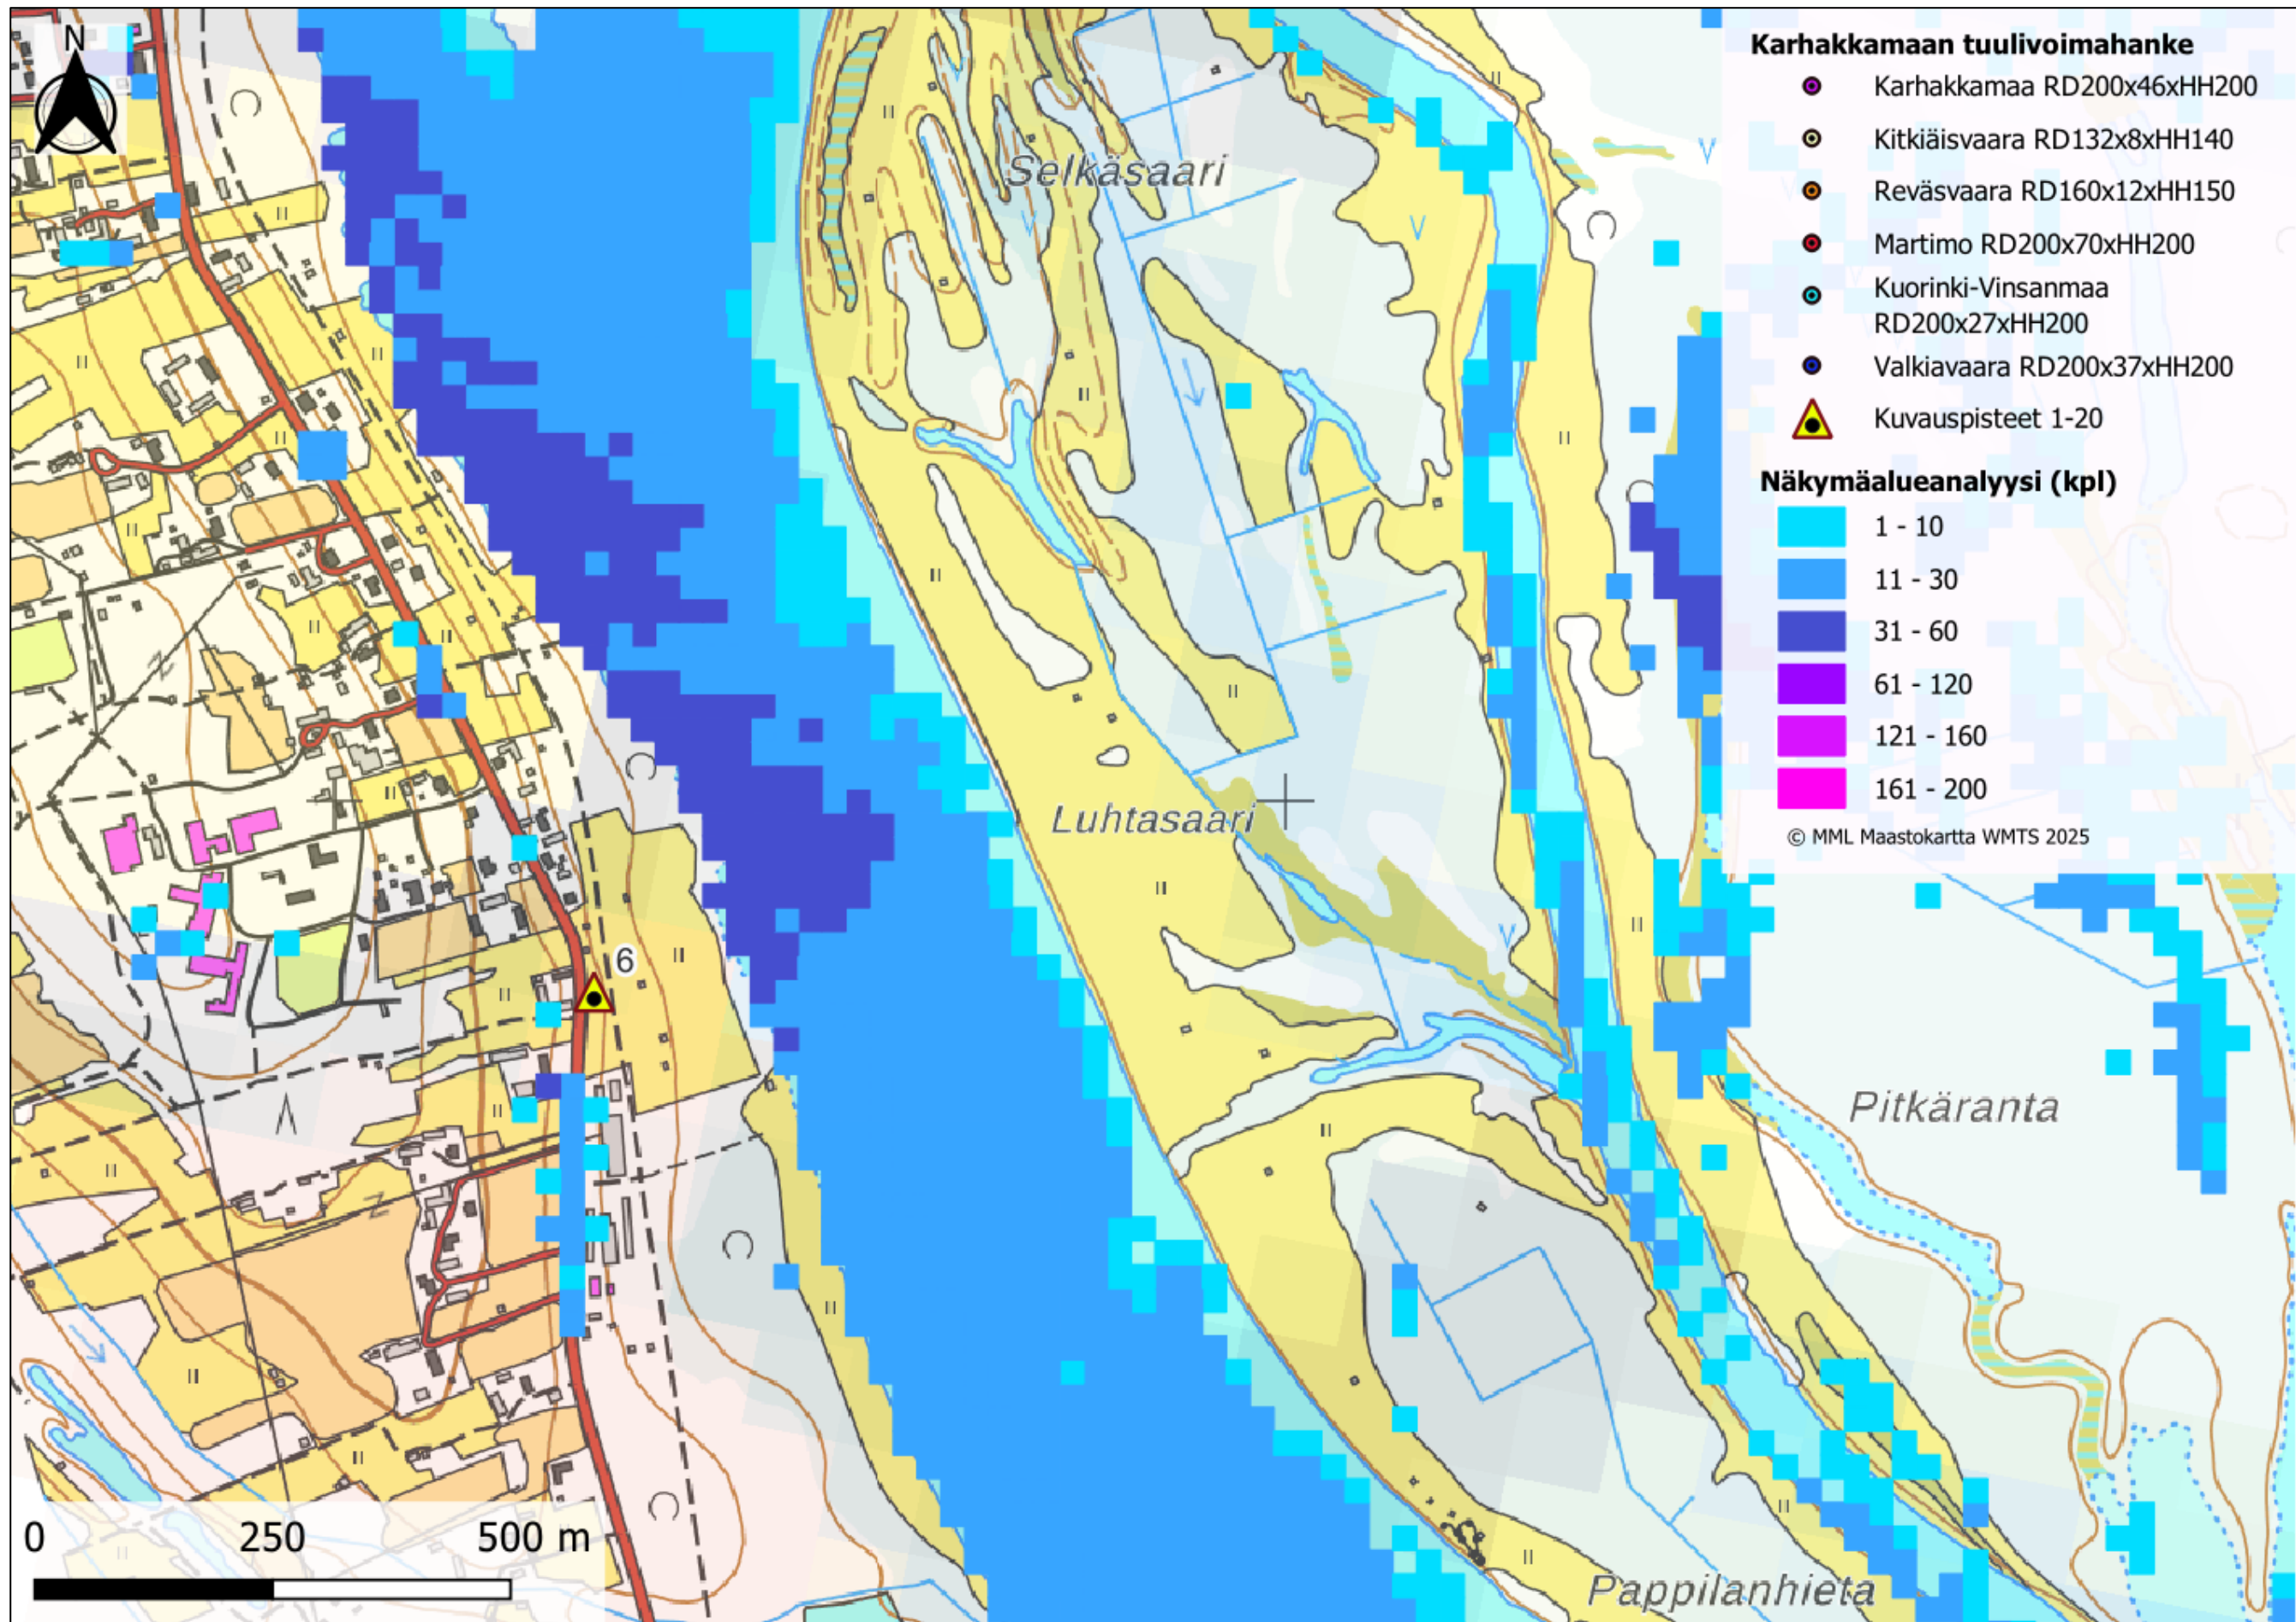 N
Karhakkamaan tuulivoimahanke
Karhakkamaa RD200x46xHH200
Kitkiäisvaara RD132x8xHH140
Reväsvaara RD160x12xHH150
Martimo RD200x70xHH200
Kuorinki-Vinsanmaa
RD200x27xHH200
Valkiavaara RD200x37xHH200
Kuvauspisteet 1-20
Näkymäalueanalyysi (kpl)
1 - 10
11 - 30
31 - 60
61 - 120
121 - 160
161 - 200
© MML Maastokartta WMTS 2025
Selkäsaari
Luhtasaari
6
Pitkäranta
Pappilanhieta
0 250 500 m